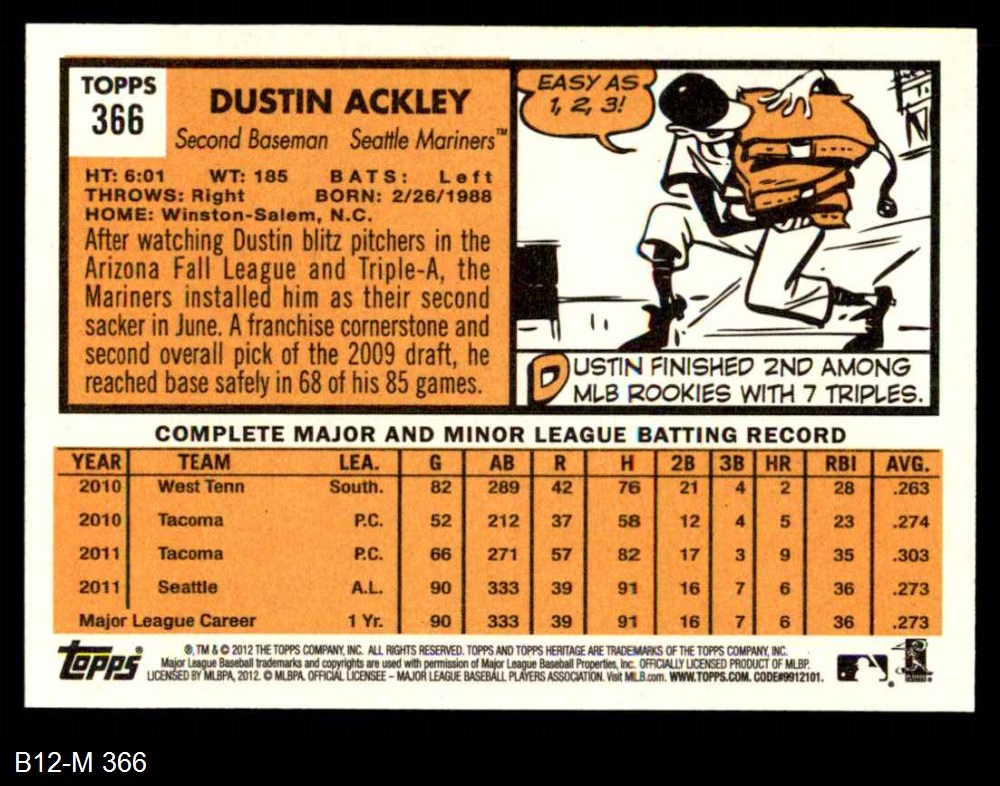 TOPPS
366
DUSTIN ACKLEY
Second Baseman Seattle Mariners™
HT: 6:01 WT: 185 BATS: Left
THROWS: Right BORN: 2/26/1988
HOME: Winston-Salem, N.C.
After watching Dustin blitz pitchers in the
Arizona Fall League and Triple-A, the
Mariners installed him as their second
sacker in June. A franchise cornerstone and
second overall pick of the 2009 draft, he
reached base safely in 68 of his 85 games.
EASY AS
1, 2, 3!
DUSTIN FINISHED 2ND AMONG
MLB ROOKIES WITH 7 TRIPLES.
COMPLETE MAJOR AND MINOR LEAGUE BATTING RECORD
YEAR TEAM LEA. G AB R H 2B 3B HR RBI AVG.
2010 West Tenn South. 82 289 42 76 21 4 2 28 .263
2010 Tacoma P.C. 52 212 37 58 12 4 5 23 .274
2011 Tacoma P.C. 66 271 57 82 17 3 9 35 .303
2011 Seattle A.L. 90 333 39 91 16 7 6 36 .273
Major League Career 1 Yr. 90 333 39 91 16 7 6 36 .273
topps®
®, TM & © 2012 THE TOPPS COMPANY, INC. ALL RIGHTS RESERVED. TOPPS AND TOPPS HERITAGE ARE TRADEMARKS OF THE TOPPS COMPANY, INC.
Major League Baseball trademarks and copyrights are used with permission of Major League Baseball Properties, Inc. OFFICIALLY LICENSED PRODUCT OF MLBP.
LICENSED BY MLBPA, 2012. © MLBPA. OFFICIAL LICENSEE – MAJOR LEAGUE BASEBALL PLAYERS ASSOCIATION. Visit MLB.com. WWW.TOPPS.COM. CODE#9912101.
B12-M 366